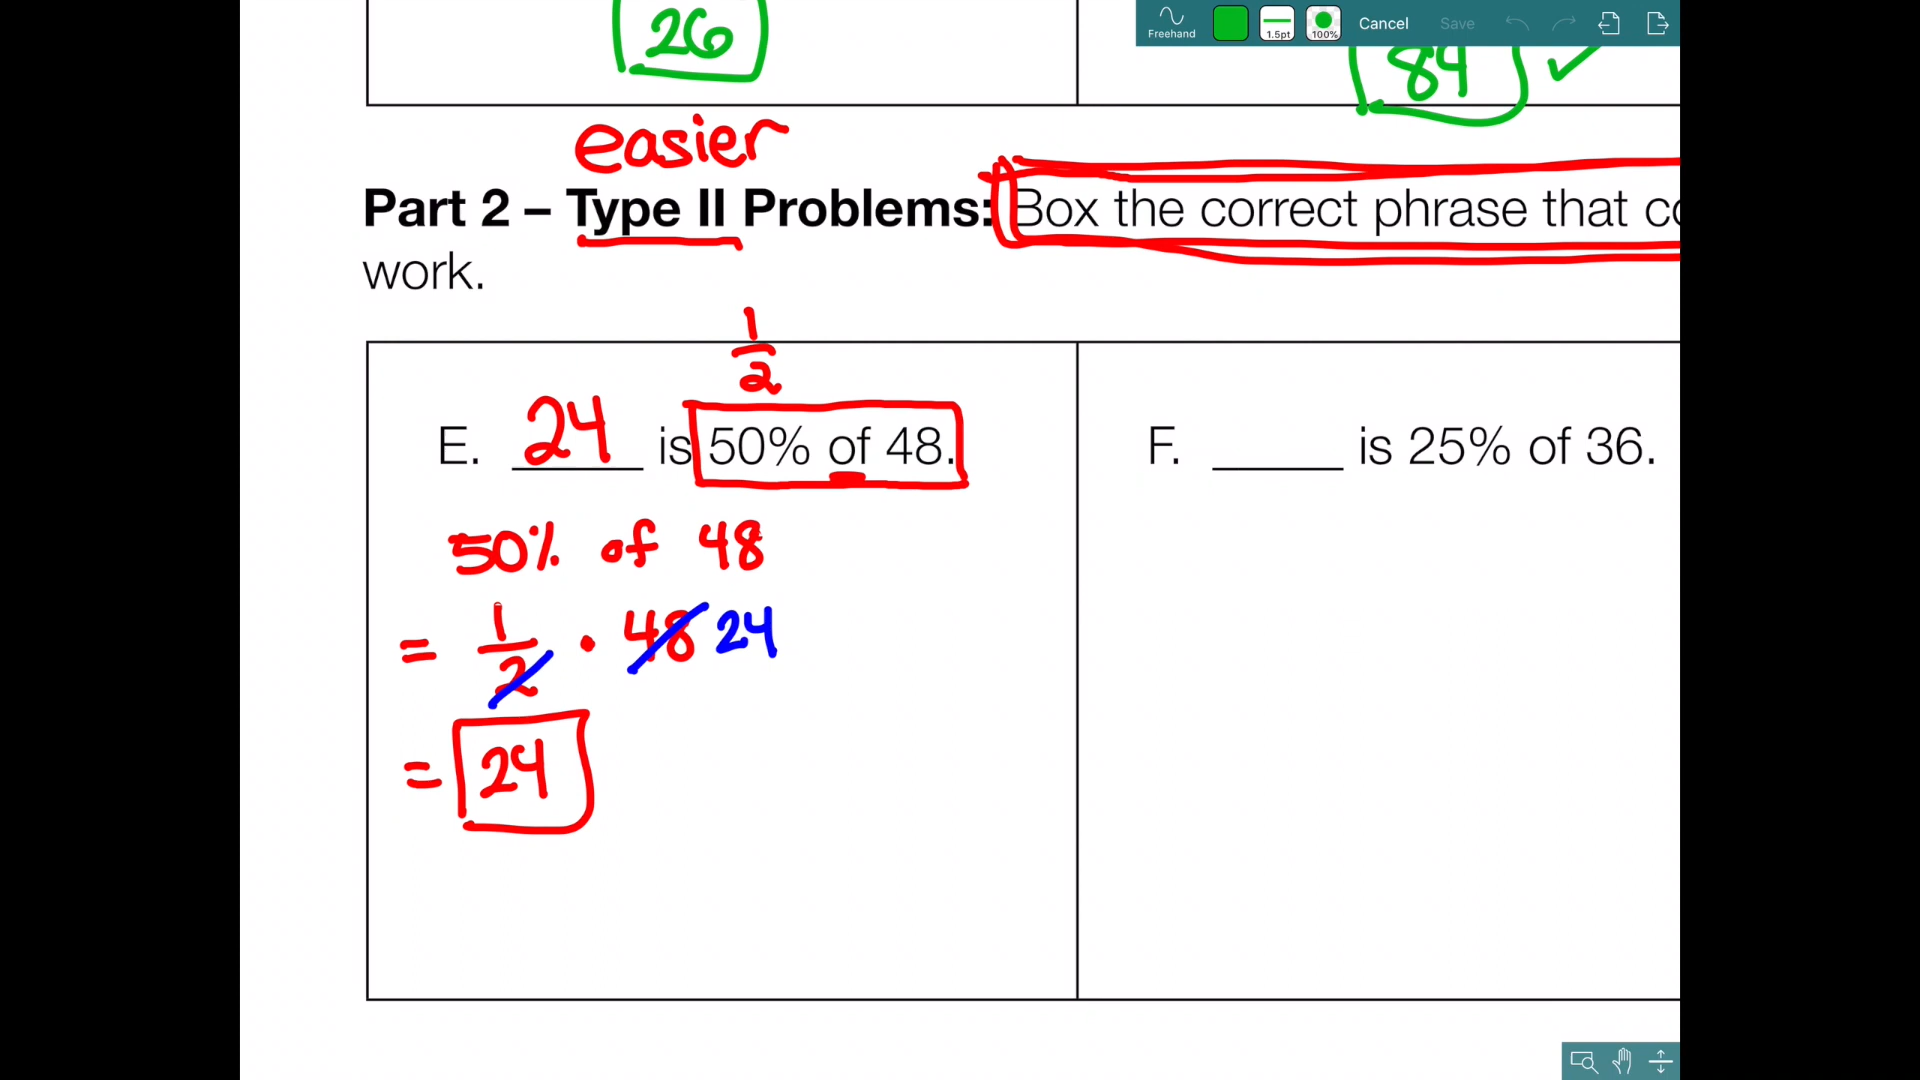 Freehand 1.5pt 100% Cancel Save
26
84
easier
Part 2 – Type II Problems: Box the correct phrase that co
work.
1
2
E. 24 is 50% of 48.
F. ______ is 25% of 36.
50% of 48
= 1/2 · 48 24
= 24